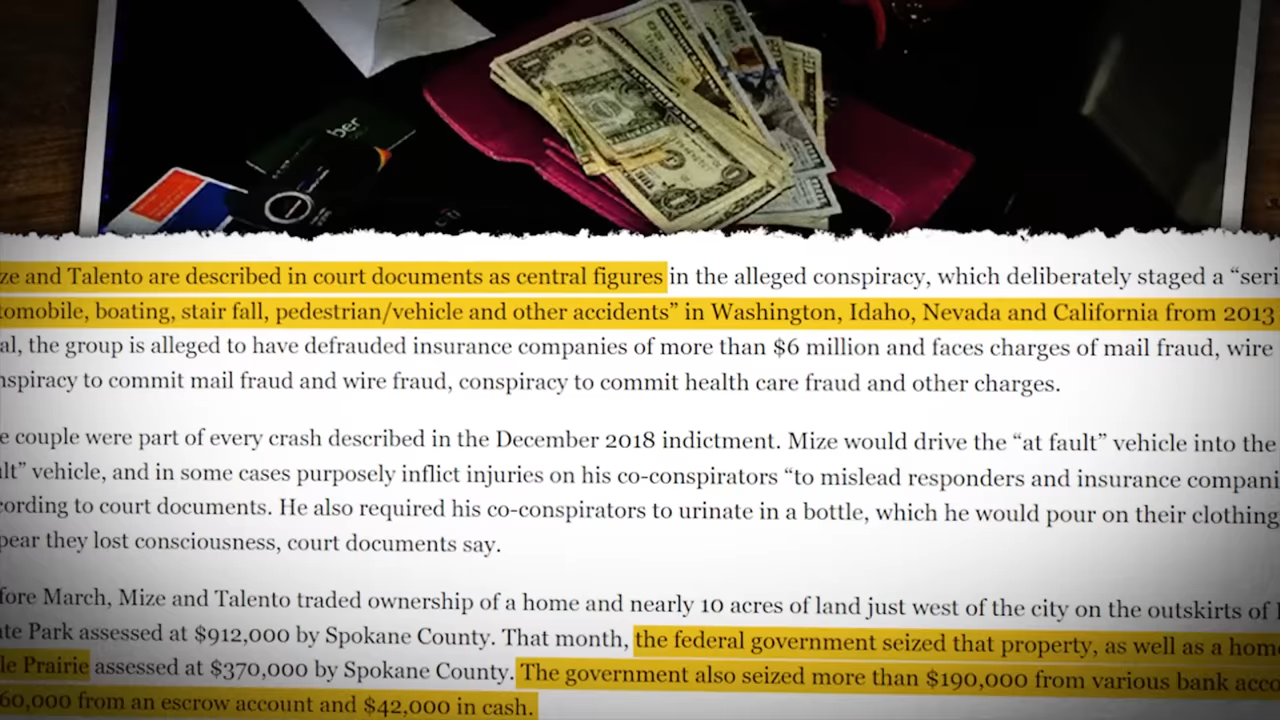 ber
ze and Talento are described in court documents as central figures in the alleged conspiracy, which deliberately staged a “seri
tomobile, boating, stair fall, pedestrian/vehicle and other accidents” in Washington, Idaho, Nevada and California from 2013
al, the group is alleged to have defrauded insurance companies of more than $6 million and faces charges of mail fraud, wire
nspiracy to commit mail fraud and wire fraud, conspiracy to commit health care fraud and other charges.
e couple were part of every crash described in the December 2018 indictment. Mize would drive the “at fault” vehicle into the
lt” vehicle, and in some cases purposely inflict injuries on his co-conspirators “to mislead responders and insurance compani
cording to court documents. He also required his co-conspirators to urinate in a bottle, which he would pour on their clothing
pear they lost consciousness, court documents say.
fore March, Mize and Talento traded ownership of a home and nearly 10 acres of land just west of the city on the outskirts of
te Park assessed at $912,000 by Spokane County. That month, the federal government seized that property, as well as a hom
le Prairie assessed at $370,000 by Spokane County. The government also seized more than $190,000 from various bank acco
60,000 from an escrow account and $42,000 in cash.